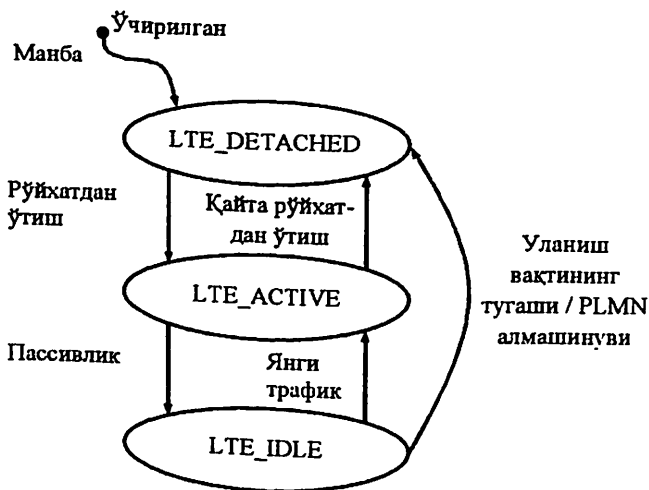 Ўчирилган
Манба
LTE_DETACHED
Рўйхатдан
ўтиш
Қайта рўйхат-
дан ўтиш
LTE_ACTIVE
Уланиш
вақтининг
тугаши / PLMN
алмашинуви
Пассивлик
Янги
трафик
LTE_IDLE